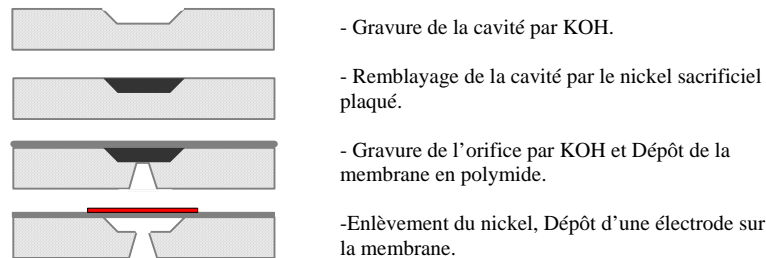 - Gravure de la cavité par KOH.
- Remblayage de la cavité par le nickel sacrificiel
plaqué.
- Gravure de l'orifice par KOH et Dépôt de la
membrane en polymide.
-Enlèvement du nickel, Dépôt d'une électrode sur
la membrane.